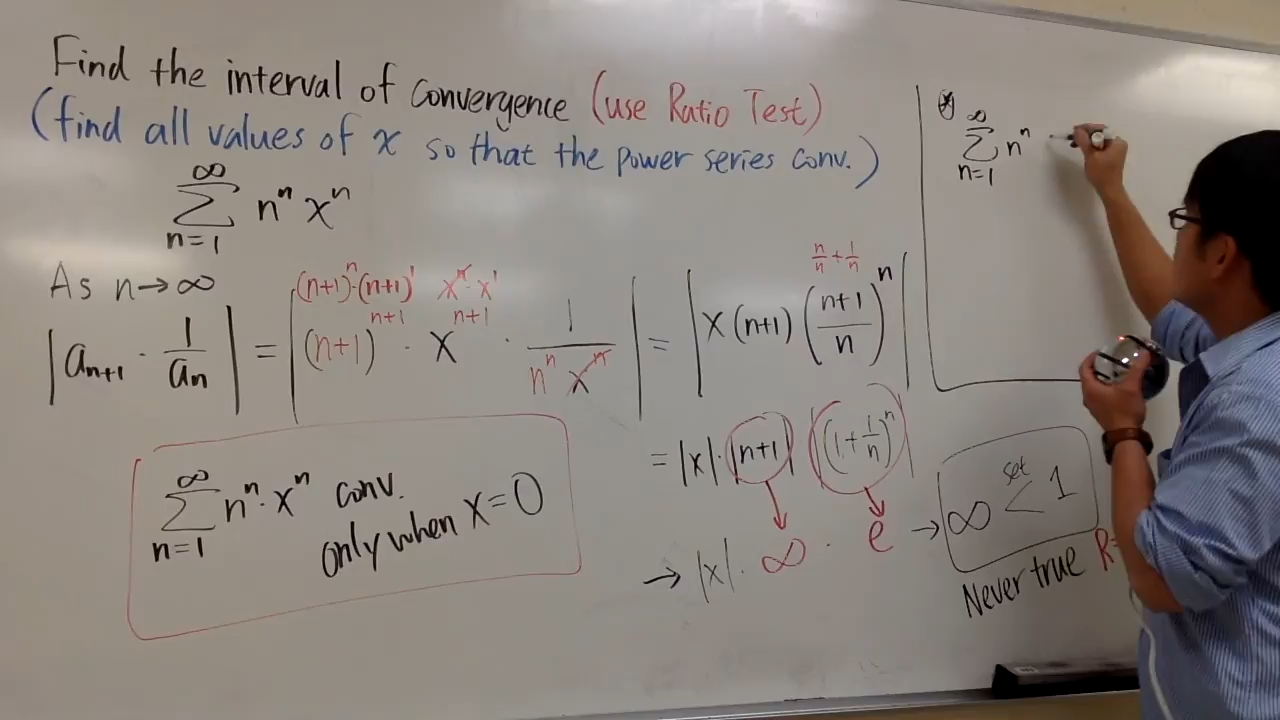 Find the interval of convergence (use Ratio Test)
(find all values of x so that the power series conv.)
∞
Σ n^n x^n
n=1
As n→∞
(n+1)^n·(n+1)^1 x^n·x^1
|a_{n+1} · 1/a_n| = |(n+1)^{n+1} · x^{n+1} · 1/(n^n x^n)| = |x (n+1) ((n+1)/n)^n|
n/n + 1/n
= |x|·|n+1| |(1+1/n)^n|
→ |x| · ∞ · e → ∞ set < 1
Never true R=
∞
Σ n^n · x^n conv.
n=1
only when x=0
⊛ ∞
Σ n^n
n=1